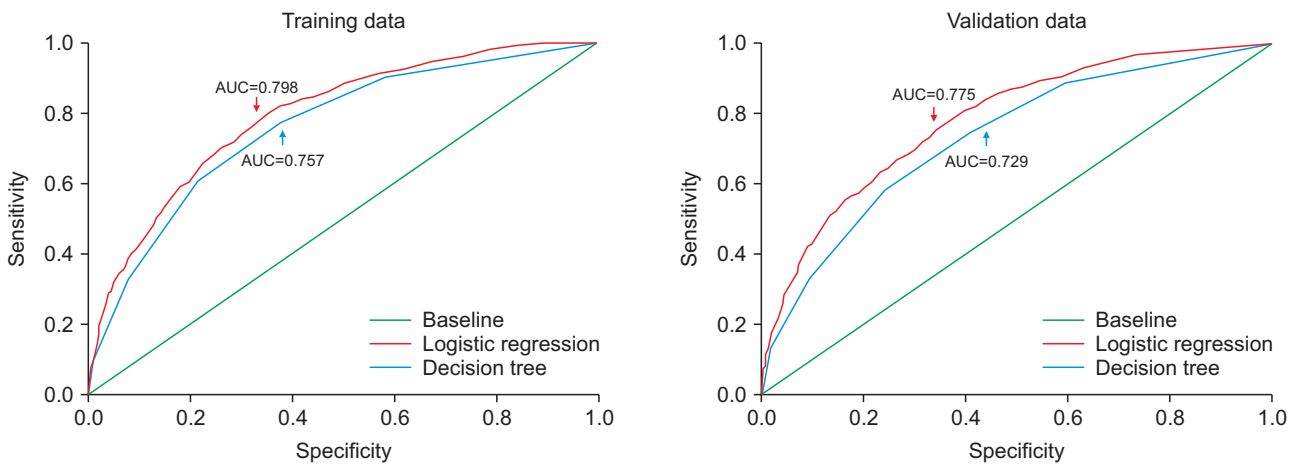 Training data
1.0
0.8
0.6
0.4
0.2
0.0
Sensitivity
AUC=0.798
AUC=0.757
Baseline
Logistic regression
Decision tree
0.0 0.2 0.4 0.6 0.8 1.0
Specificity
Validation data
1.0
0.8
0.6
0.4
0.2
0.0
Sensitivity
AUC=0.775
AUC=0.729
Baseline
Logistic regression
Decision tree
0.0 0.2 0.4 0.6 0.8 1.0
Specificity